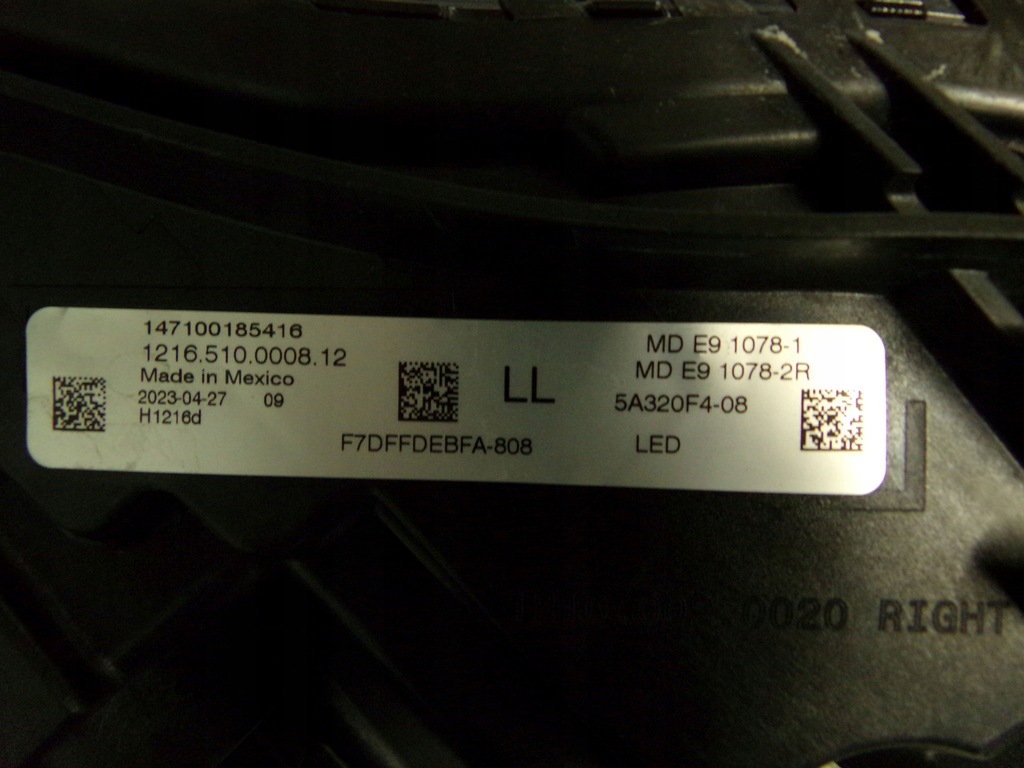 147100185416
1216.510.0008.12
Made in Mexico
2023-04-27 09
H1216d
F7DFFDEBFA-808
LL
MD E9 1078-1
MD E9 1078-2R
5A320F4-08
LED
0020 RIGHT